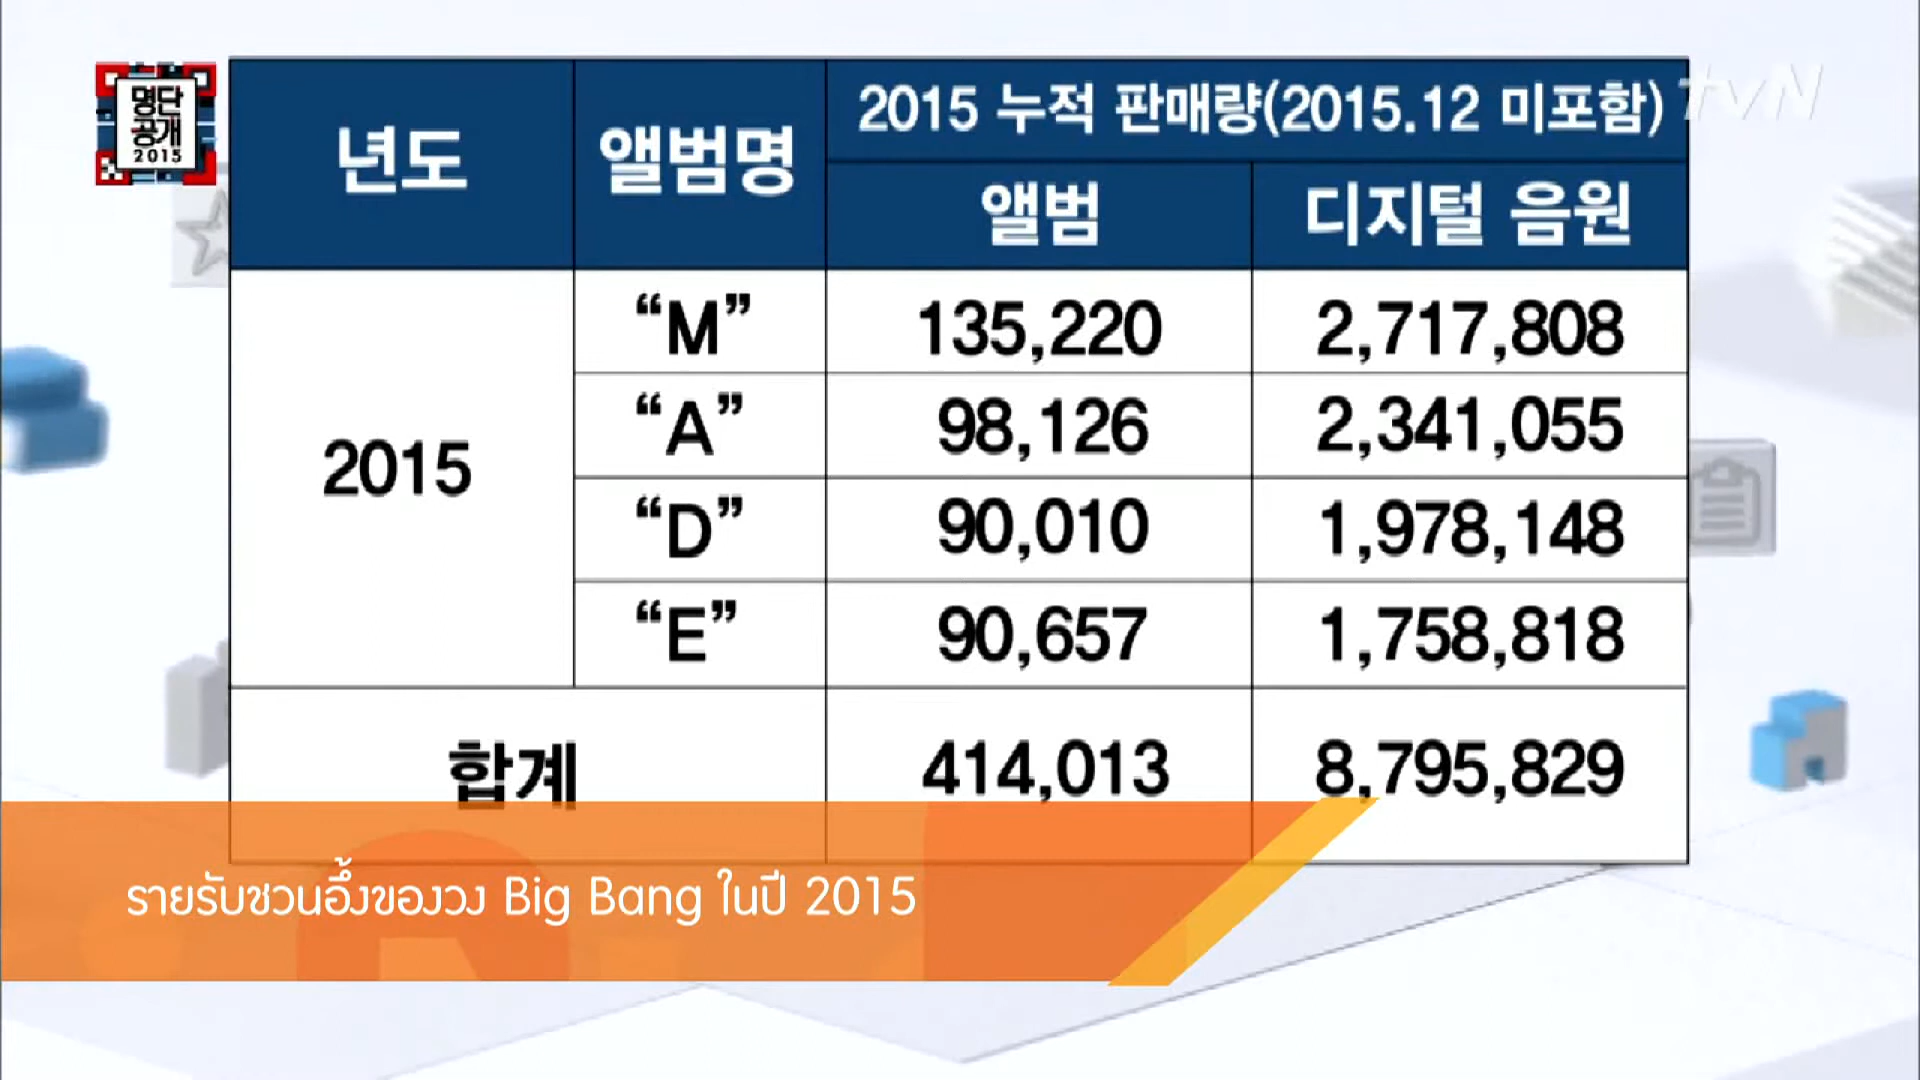 명단
공개
2015
tvN
년도 앨범명 2015 누적 판매량(2015.12 미포함)
앨범 디지털 음원
2015
“M” 135,220 2,717,808
“A” 98,126 2,341,055
“D” 90,010 1,978,148
“E” 90,657 1,758,818
합계 414,013 8,795,829
รายรับชวนอึ้งของวง Big Bang ในปี 2015